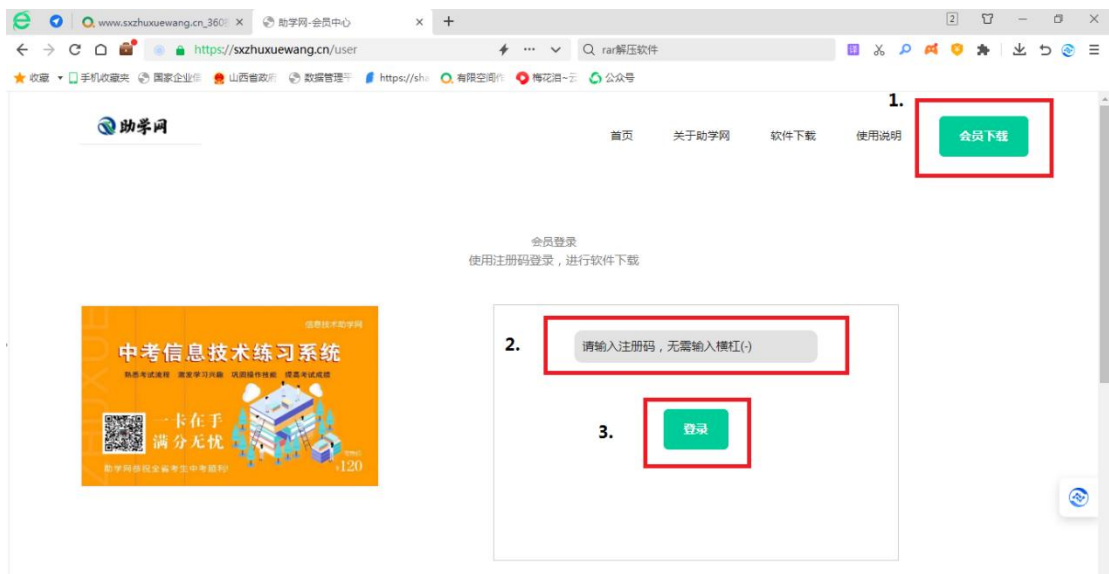 www.sxzhuxuewang.cn_360 助学网-会员中心
2
https://sxzhuxuewang.cn/user
rar解压软件
收藏 手机收藏夹 国家企业信 山西省政府 数据管理平 https://sh 有限空间 梅花泪~云 公众号
1.
助学网
首页 关于助学网 软件下载 使用说明 会员下载
会员登录
使用注册码登录，进行软件下载
信息技术助学网
中考信息技术练习系统
熟悉考试流程 激发学习兴趣 巩固操作技能 提高考试成绩
一卡在手
满分无忧
助学网恭祝全省考生中考顺利!
120
2.
请输入注册码，无需输入横杠(-)
3.
登录